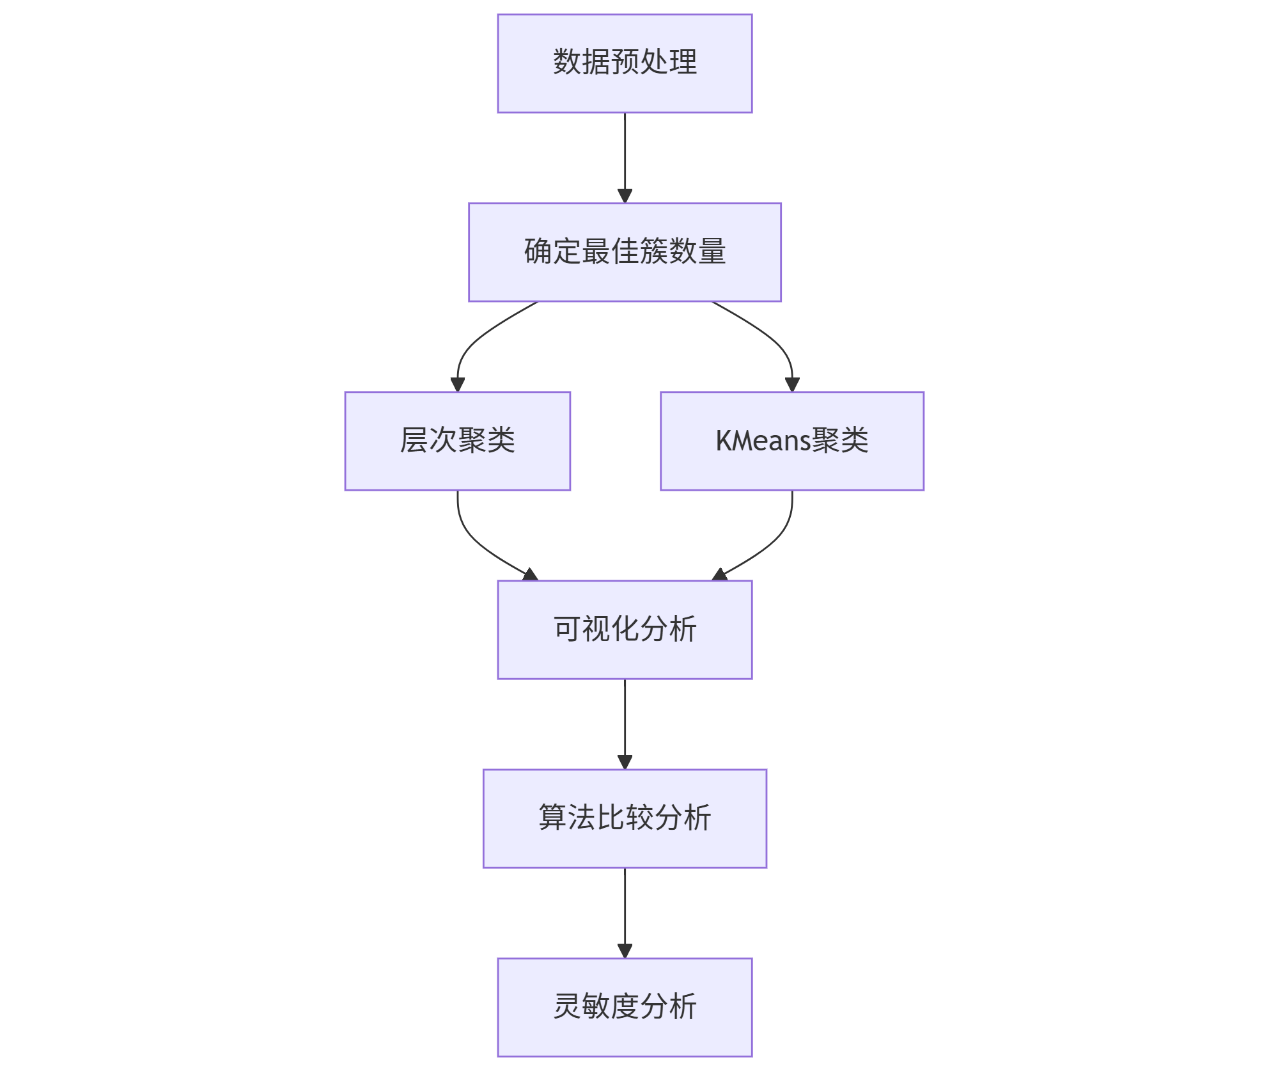 数据预处理
确定最佳簇数量
层次聚类
KMeans聚类
可视化分析
算法比较分析
灵敏度分析